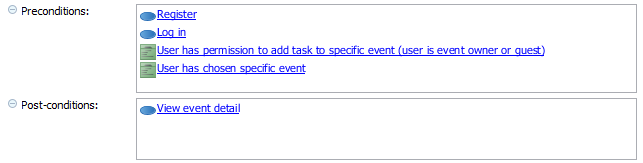 Preconditions:
Register
Log in
User has permission to add task to specific event (user is event owner or guest)
User has chosen specific event
Post-conditions:
View event detail